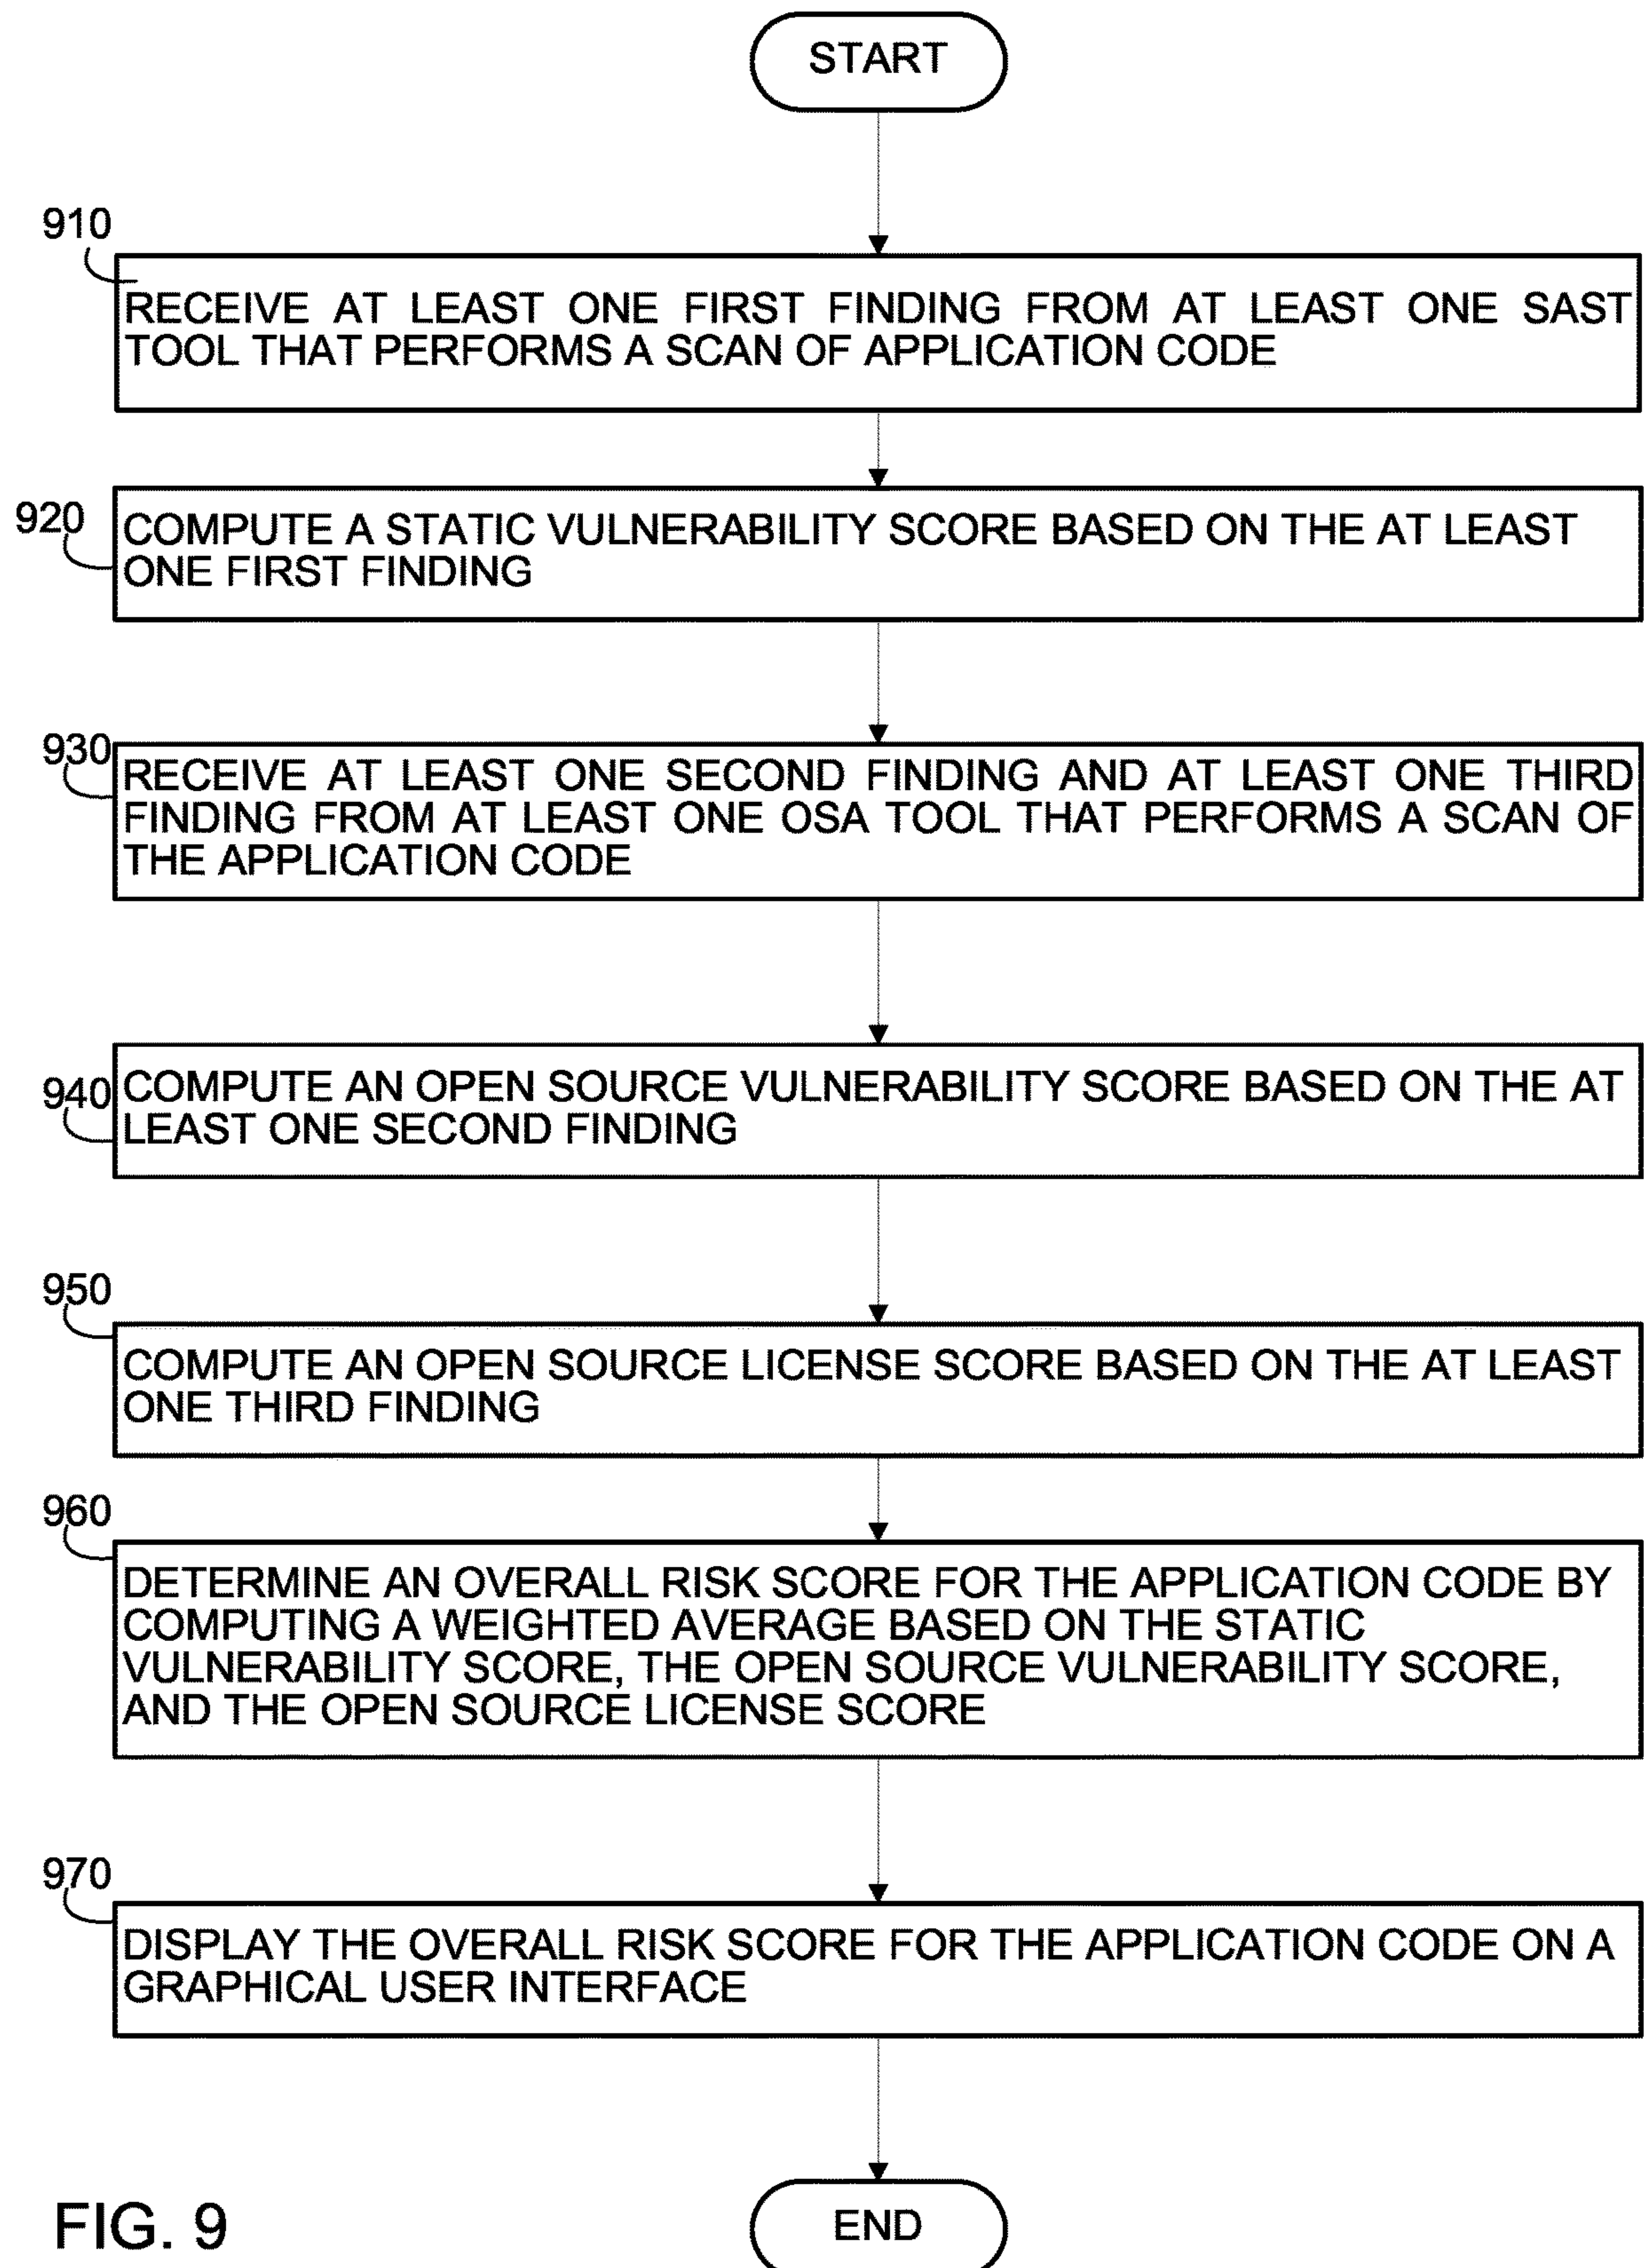 START
910
RECEIVE AT LEAST ONE FIRST FINDING FROM AT LEAST ONE SAST
TOOL THAT PERFORMS A SCAN OF APPLICATION CODE
920
COMPUTE A STATIC VULNERABILITY SCORE BASED ON THE AT LEAST
ONE FIRST FINDING
930
RECEIVE AT LEAST ONE SECOND FINDING AND AT LEAST ONE THIRD
FINDING FROM AT LEAST ONE OSA TOOL THAT PERFORMS A SCAN OF
THE APPLICATION CODE
940
COMPUTE AN OPEN SOURCE VULNERABILITY SCORE BASED ON THE AT
LEAST ONE SECOND FINDING
950
COMPUTE AN OPEN SOURCE LICENSE SCORE BASED ON THE AT LEAST
ONE THIRD FINDING
960
DETERMINE AN OVERALL RISK SCORE FOR THE APPLICATION CODE BY
COMPUTING A WEIGHTED AVERAGE BASED ON THE STATIC
VULNERABILITY SCORE, THE OPEN SOURCE VULNERABILITY SCORE,
AND THE OPEN SOURCE LICENSE SCORE
970
DISPLAY THE OVERALL RISK SCORE FOR THE APPLICATION CODE ON A
GRAPHICAL USER INTERFACE
END
FIG. 9